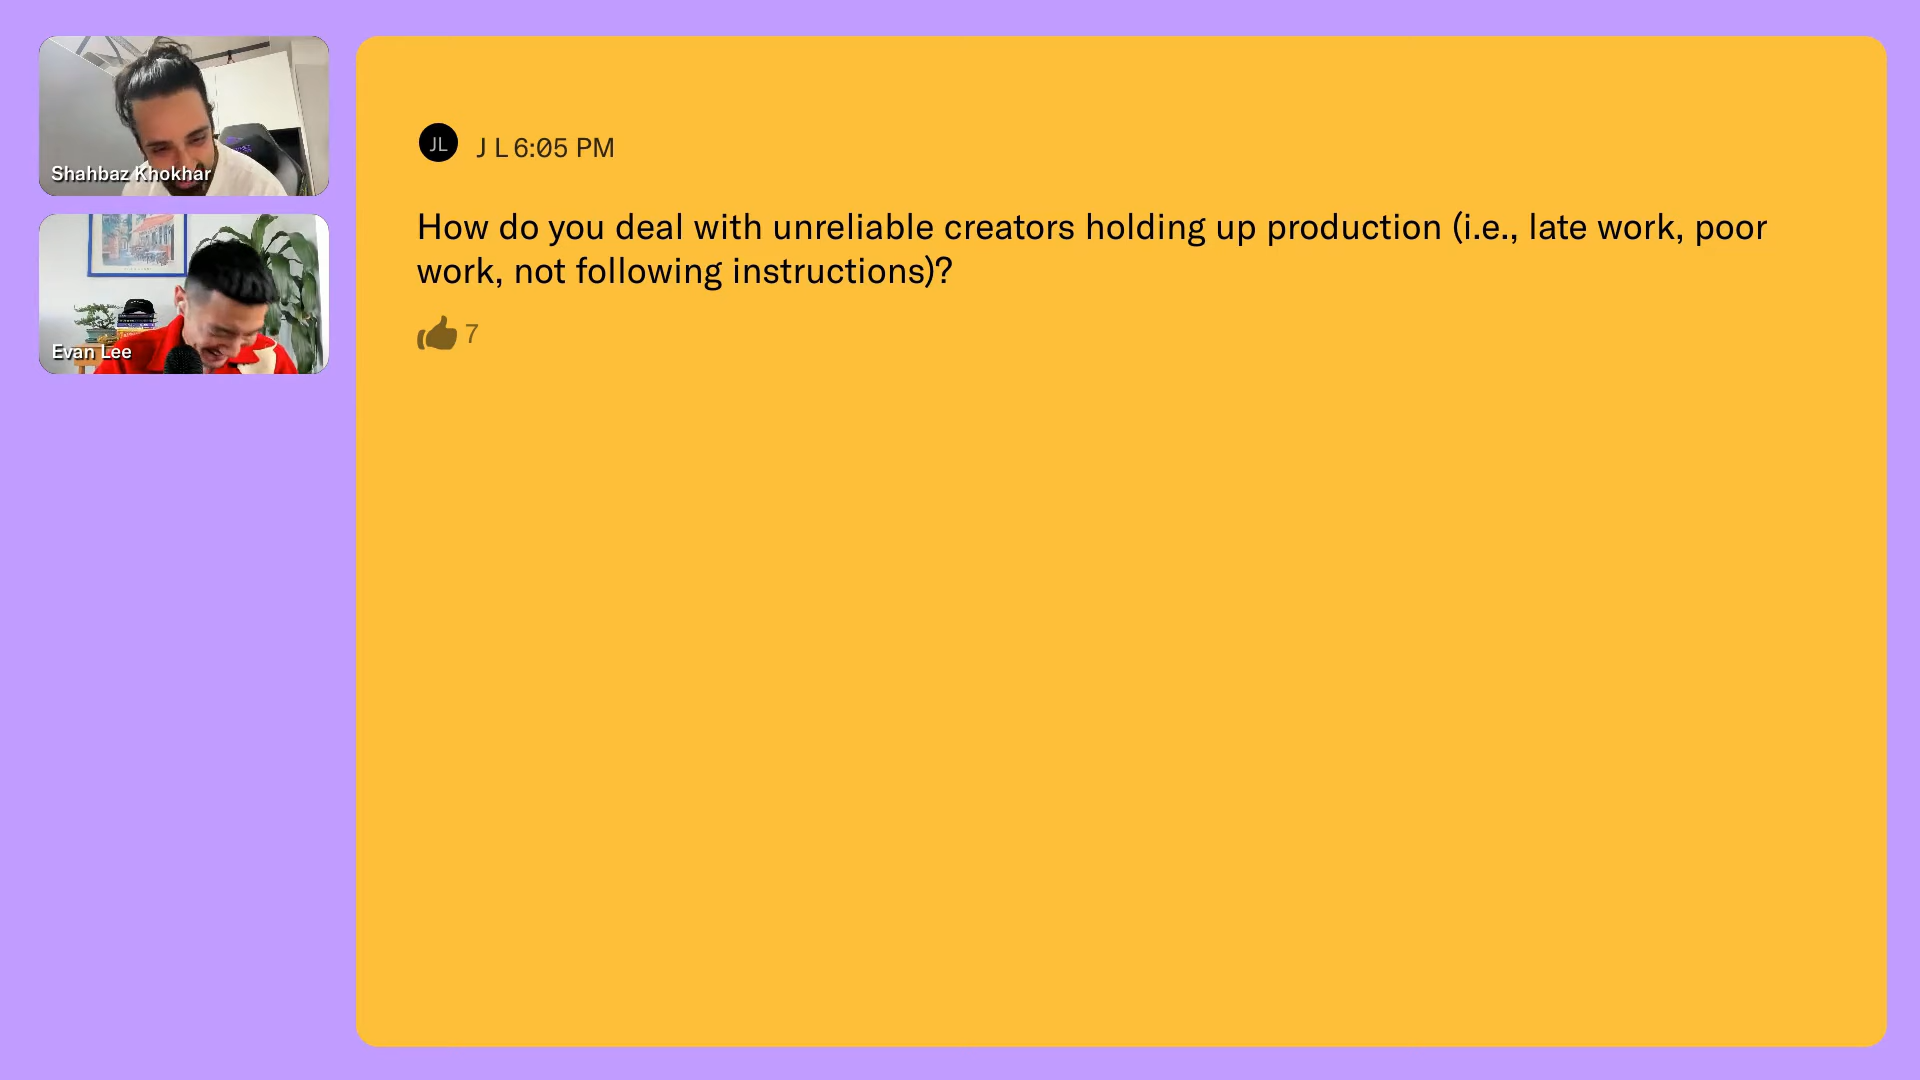 Shahbaz Khokhar
Evan Lee
JL
J L 6:05 PM
How do you deal with unreliable creators holding up production (i.e., late work, poor
work, not following instructions)?
7